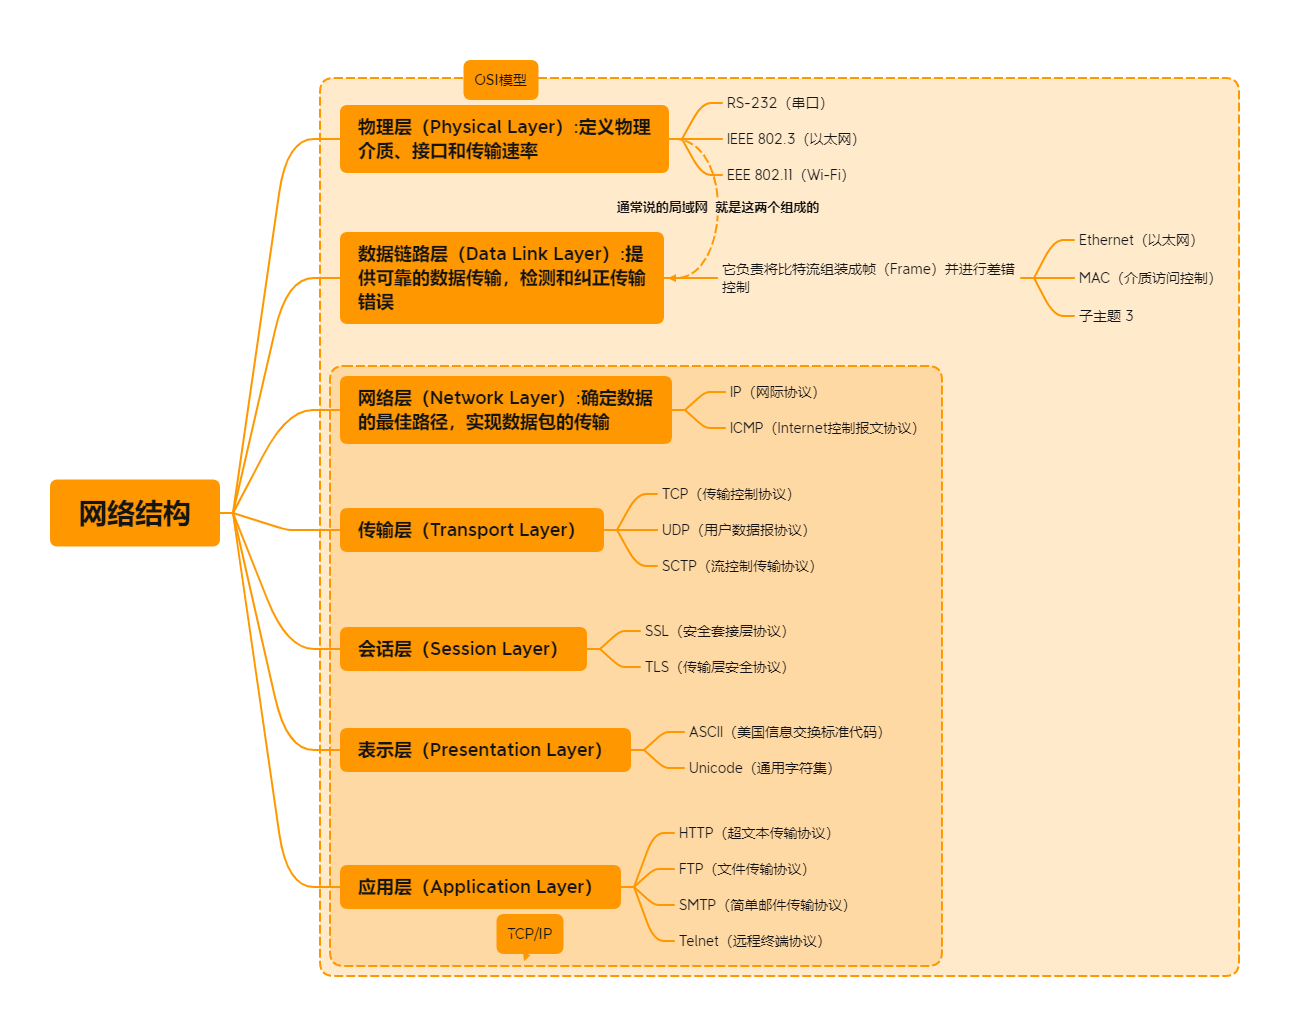 OSI模型
网络结构
物理层（Physical Layer）:定义物理
介质、接口和传输速率
RS-232（串口）
IEEE 802.3（以太网）
EEE 802.11（Wi-Fi）
通常说的局域网 就是这两个组成的
数据链路层（Data Link Layer）:提
供可靠的数据传输，检测和纠正传输
错误
它负责将比特流组装成帧（Frame）并进行差错
控制
Ethernet（以太网）
MAC（介质访问控制）
子主题 3
网络层（Network Layer）:确定数据
的最佳路径，实现数据包的传输
IP（网际协议）
ICMP（Internet控制报文协议）
传输层（Transport Layer）
TCP（传输控制协议）
UDP（用户数据报协议）
SCTP（流控制传输协议）
会话层（Session Layer）
SSL（安全套接层协议）
TLS（传输层安全协议）
表示层（Presentation Layer）
ASCII（美国信息交换标准代码）
Unicode（通用字符集）
应用层（Application Layer）
HTTP（超文本传输协议）
FTP（文件传输协议）
SMTP（简单邮件传输协议）
Telnet（远程终端协议）
TCP/IP